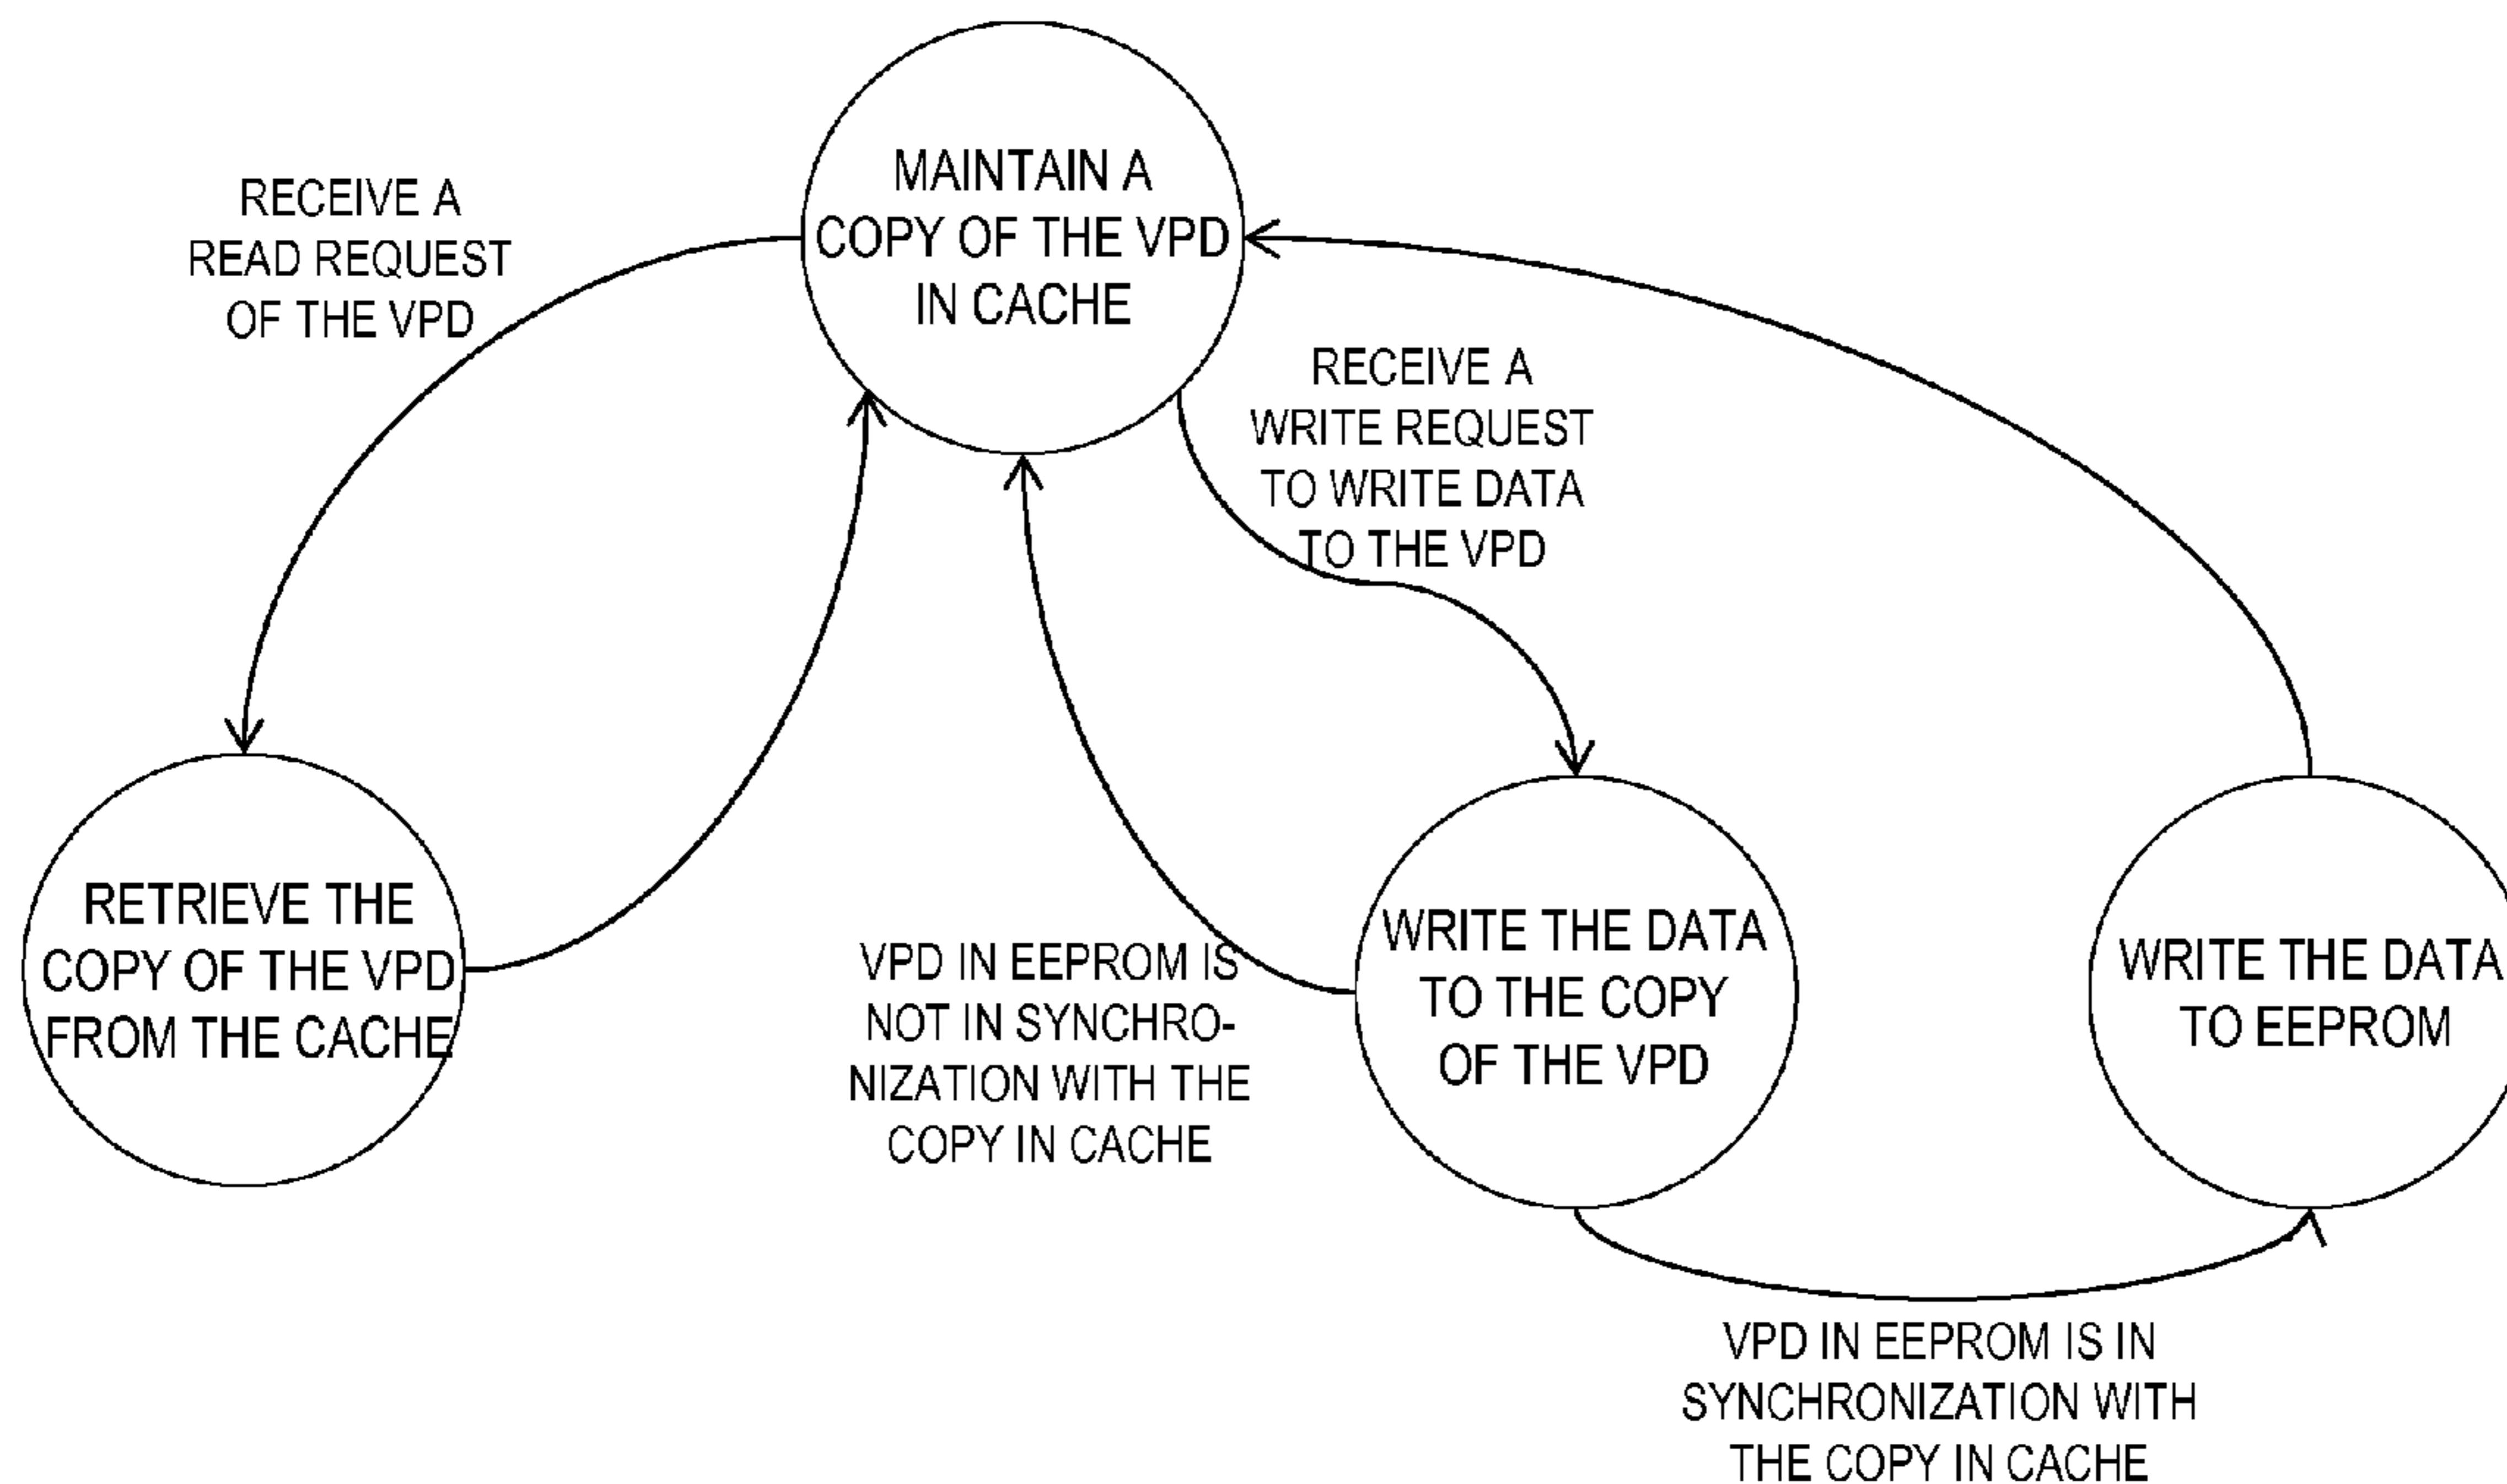 MAINTAIN A
COPY OF THE VPD
IN CACHE
RECEIVE A
READ REQUEST
OF THE VPD
RECEIVE A
WRITE REQUEST
TO WRITE DATA
TO THE VPD
RETRIEVE THE
COPY OF THE VPD
FROM THE CACHE
VPD IN EEPROM IS
NOT IN SYNCHRO-
NIZATION WITH THE
COPY IN CACHE
WRITE THE DATA
TO THE COPY
OF THE VPD
WRITE THE DATA
TO EEPROM
VPD IN EEPROM IS IN
SYNCHRONIZATION WITH
THE COPY IN CACHE